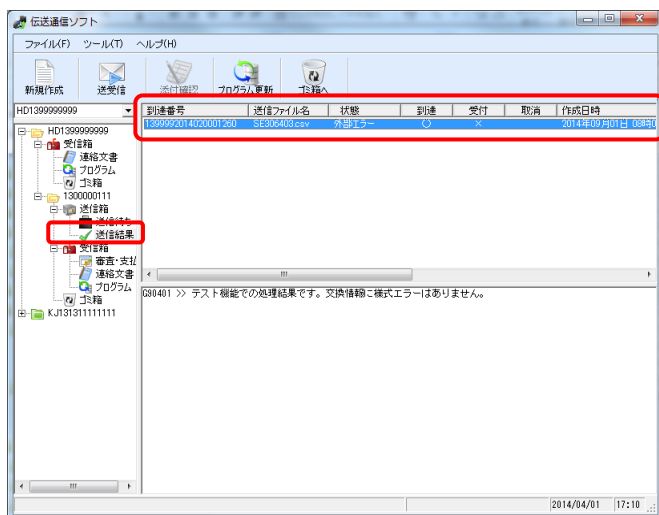 伝送通信ソフト
ファイル(F) ツール(T) ヘルプ(H)
新規作成 送受信 添付確認 プログラム更新 ゴミ箱へ
HD1399999999
到達番号 送信ファイル名 状態 到達 受付 取消 作成日時
1399992014020001260 SE306403.csv 外部エラー ○ × 2014年09月01日 08時0
HD1399999999
受信箱
連絡文書
プログラム
ゴミ箱
1300000111
送信箱
送信待ち
送信結果
受信箱
審査・支払
連絡文書
プログラム
ゴミ箱
KJ131311111111
G90401 >> テスト機能での処理結果です。交換情報に様式エラーはありません。
2014/04/01 17:10